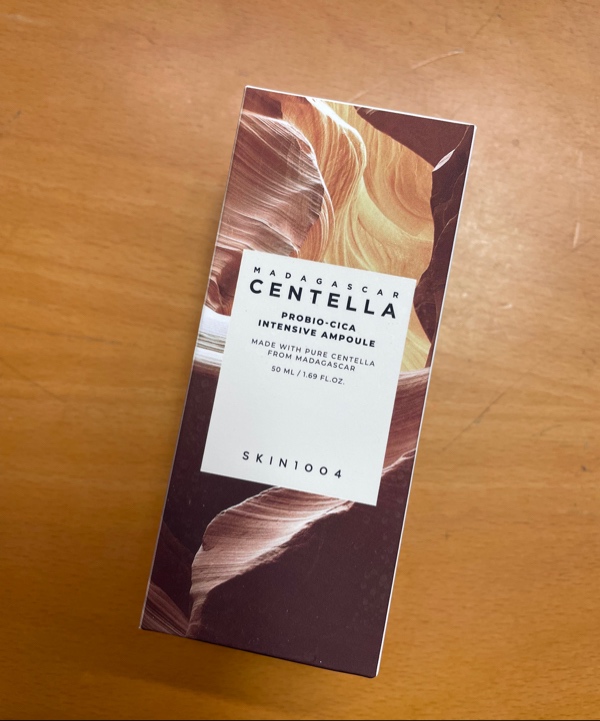 MADAGASCAR
CENTELLA
PROBIO-CICA
INTENSIVE AMPOULE
MADE WITH PURE CENTELLA
FROM MADAGASCAR
50 ML / 1.69 FL.OZ.
SKIN1004